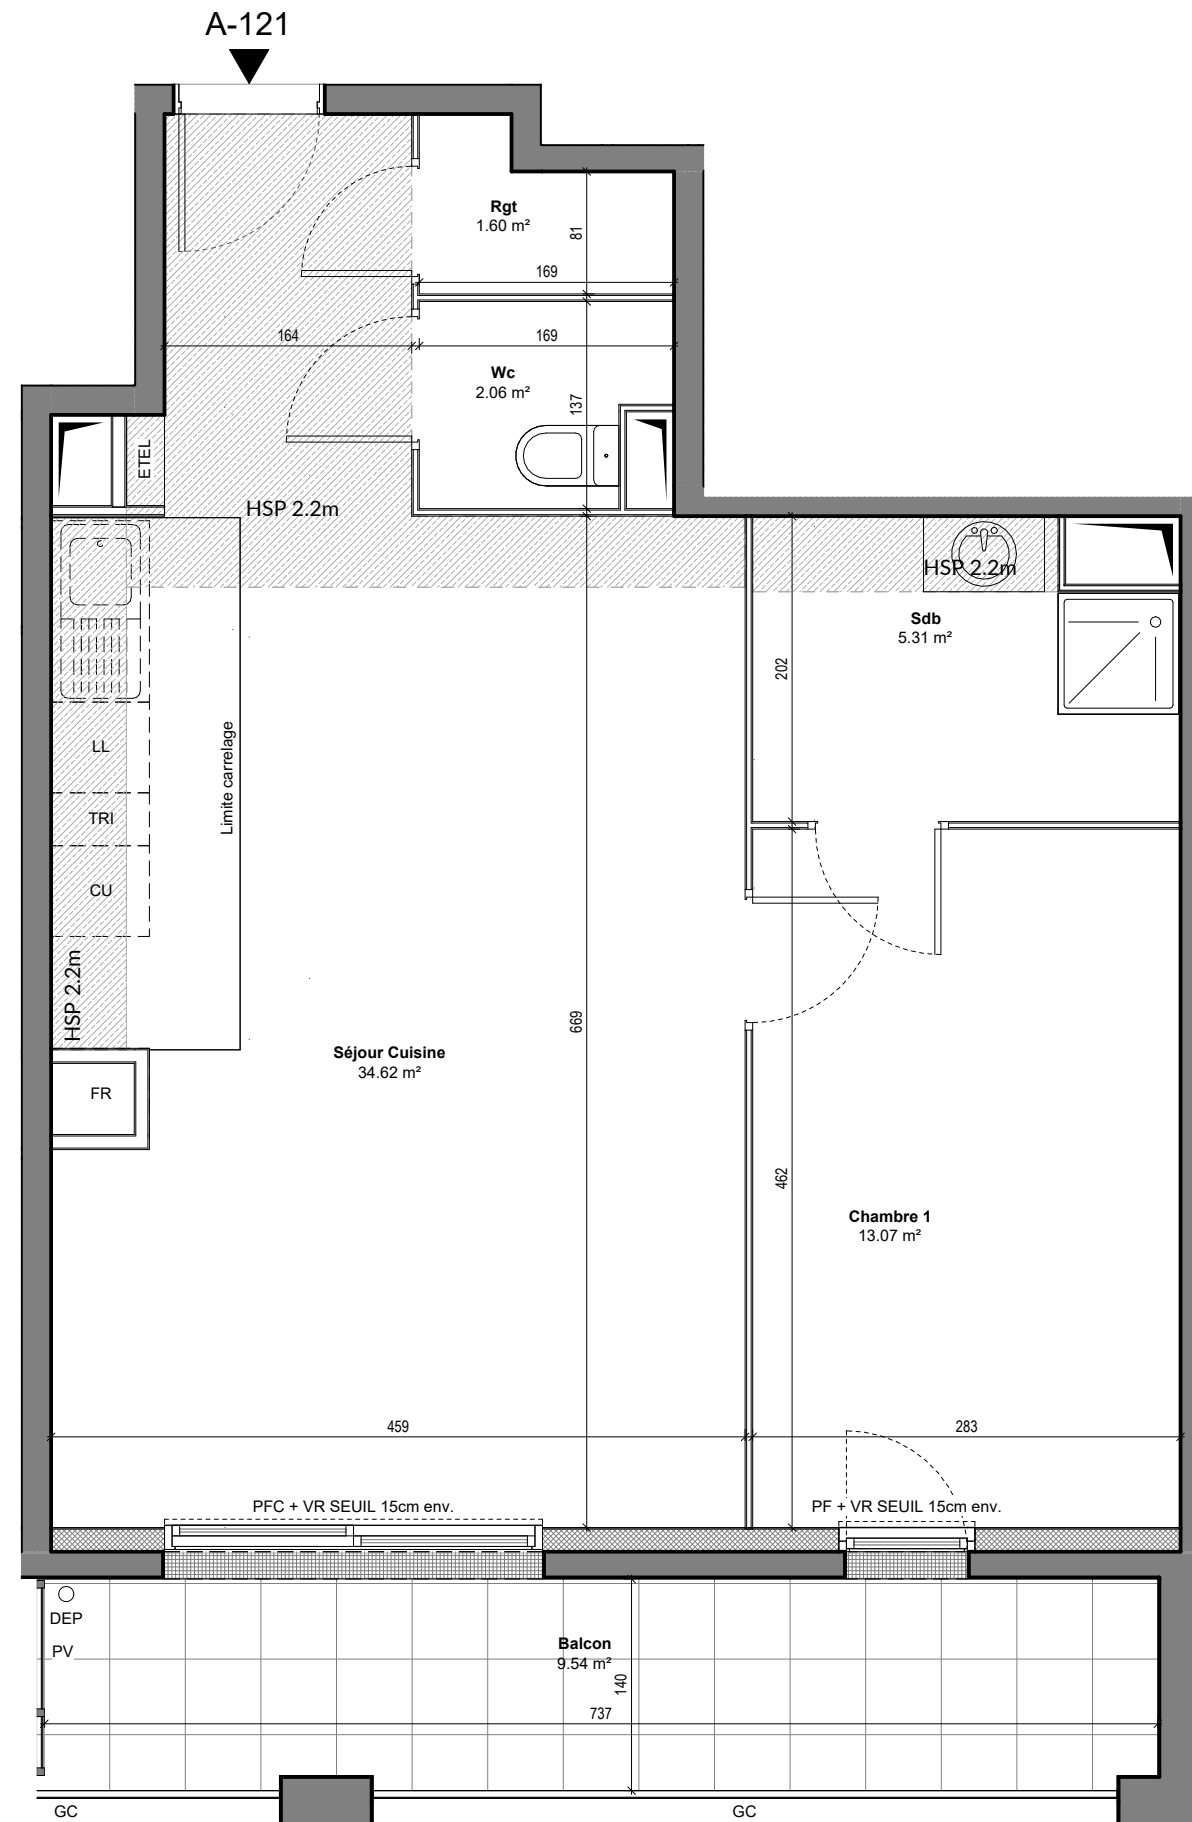 A-121
Rgt
1.60 m²
81
169
164
169
Wc
2.06 m²
137
ETEL
HSP 2.2m
HSP 2.2m
Sdb
5.31 m²
202
LL
Limite carrelage
TRI
CU
HSP 2.2m
669
Séjour Cuisine
34.62 m²
FR
462
Chambre 1
13.07 m²
459
283
PFC + VR SEUIL 15cm env.
PF + VR SEUIL 15cm env.
DEP
PV
Balcon
9.54 m²
140
737
GC
GC